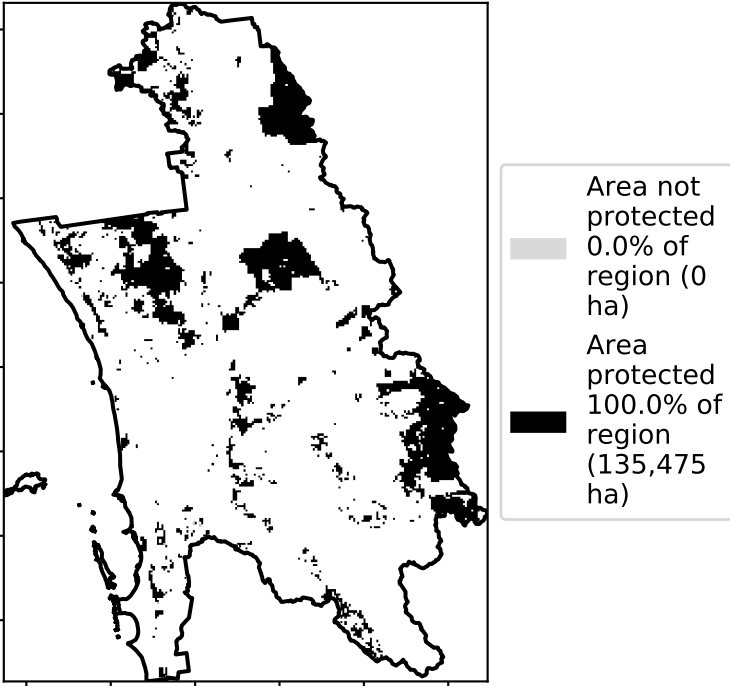 Area not
protected
0.0% of
region (0
ha)
Area
protected
100.0% of
region
(135,475
ha)